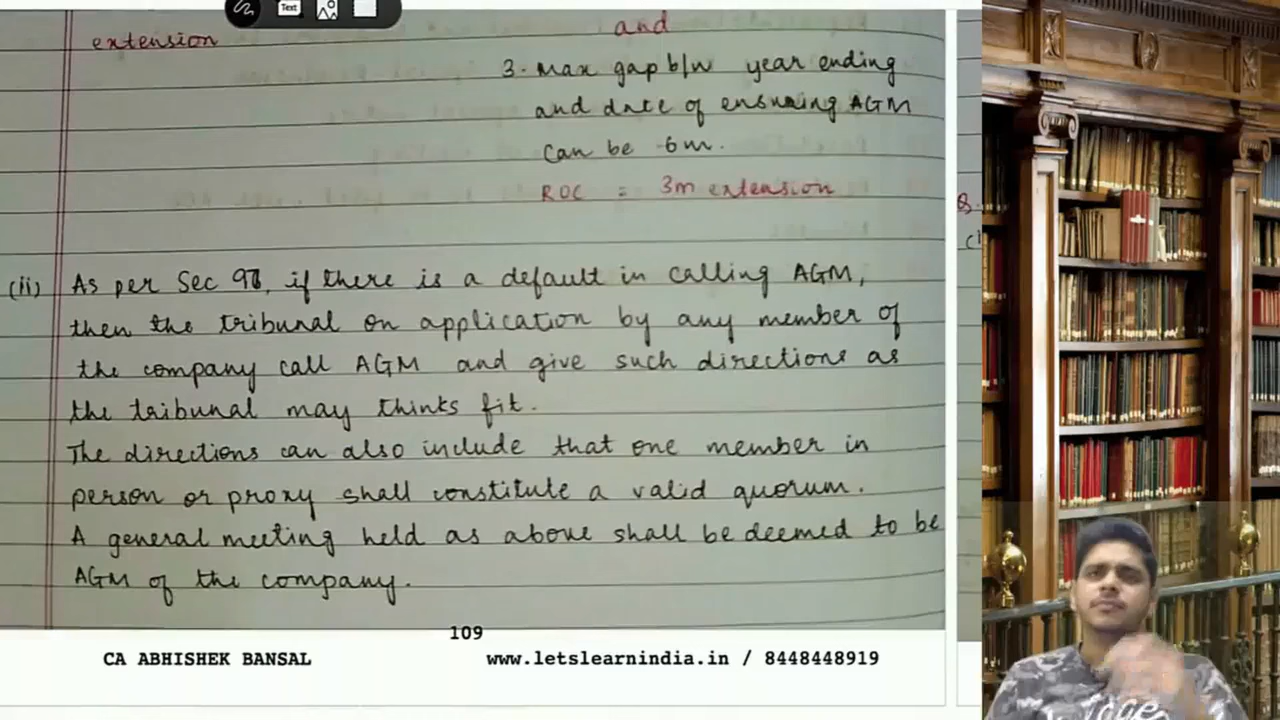 Text
extension
and
3. Max gap b/w year ending
and date of ensuing AGM
can be 6m.
ROC = 3m extension
(ii) As per Sec 98, if there is a default in calling AGM,
then the tribunal on application by any member of
the company call AGM and give such directions as
the tribunal may thinks fit.
The directions can also include that one member in
person or proxy shall constitute a valid quorum.
A general meeting held as above shall be deemed to be
AGM of the company.
109
CA ABHISHEK BANSAL
www.letslearnindia.in / 8448448919